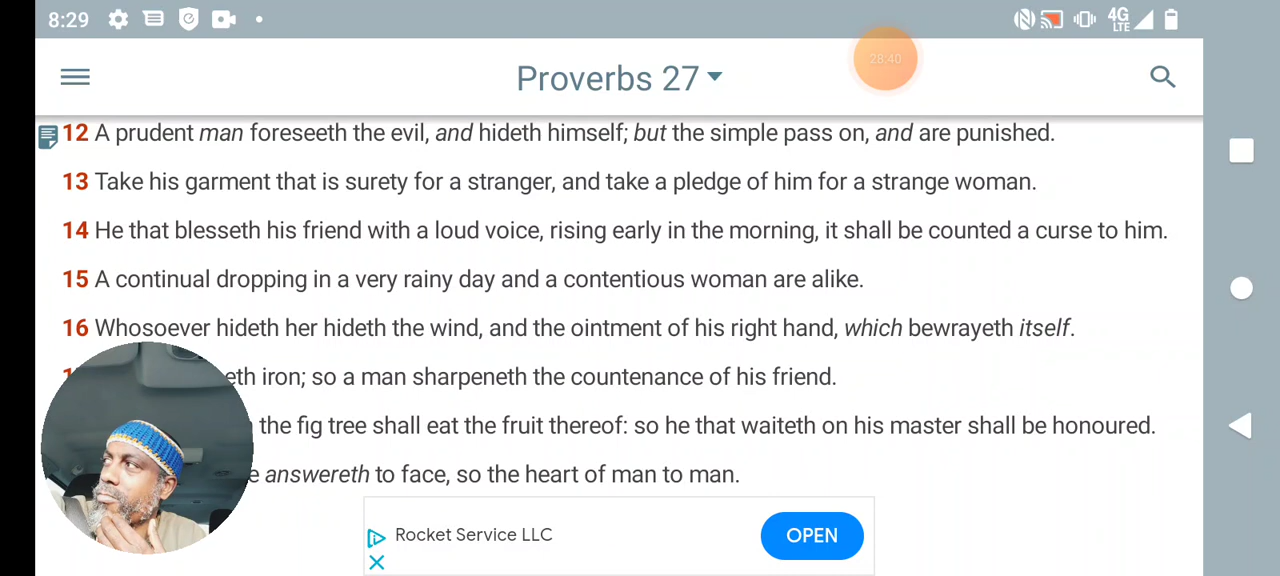 8:29
4G
LTE
28:40
Proverbs 27
12 A prudent man foreseeth the evil, and hideth himself; but the simple pass on, and are punished.
13 Take his garment that is surety for a stranger, and take a pledge of him for a strange woman.
14 He that blesseth his friend with a loud voice, rising early in the morning, it shall be counted a curse to him.
15 A continual dropping in a very rainy day and a contentious woman are alike.
16 Whosoever hideth her hideth the wind, and the ointment of his right hand, which bewrayeth itself.
eth iron; so a man sharpeneth the countenance of his friend.
the fig tree shall eat the fruit thereof: so he that waiteth on his master shall be honoured.
answereth to face, so the heart of man to man.
Rocket Service LLC
OPEN